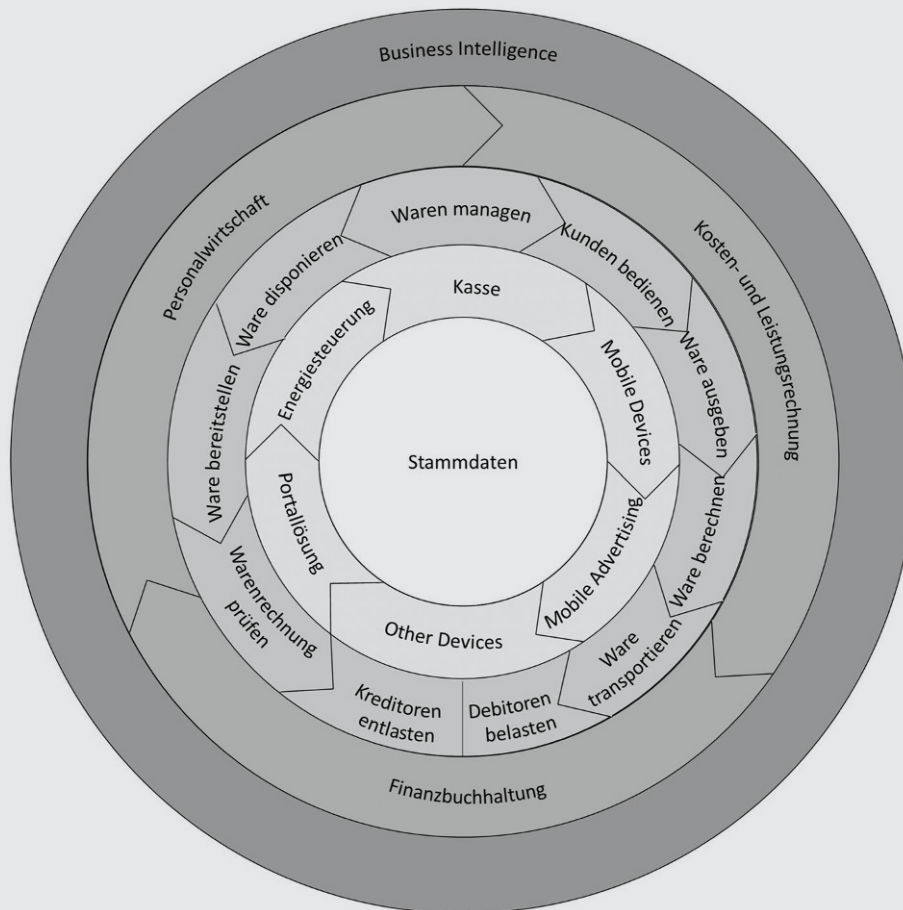 Business Intelligence
Personalwirtschaft
Kosten- und Leistungsrechnung
Finanzbuchhaltung
Waren managen
Kunden bedienen
Ware ausgeben
Ware berechnen
Ware
transportieren
Debitoren
belasten
Kreditoren
entlasten
Warenrechnung
prüfen
Ware bereitstellen
Ware disponieren
Kasse
Mobile Devices
Mobile Advertising
Other Devices
Portallösung
Energiesteuerung
Stammdaten